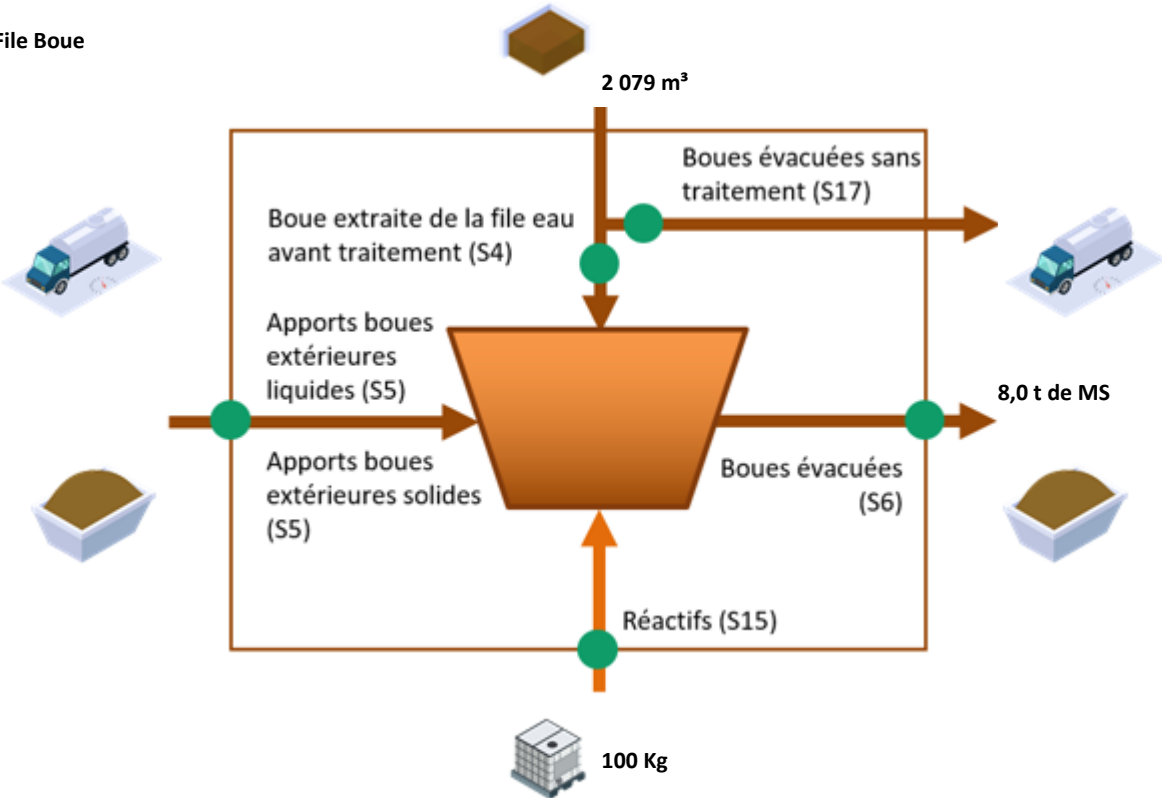 File Boue
2 079 m³
Boues évacuées sans
traitement (S17)
Boue extraite de la file eau
avant traitement (S4)
Apports boues
extérieures
liquides (S5)
8,0 t de MS
Apports boues
extérieures solides
(S5)
Boues évacuées
(S6)
Réactifs (S15)
100 Kg